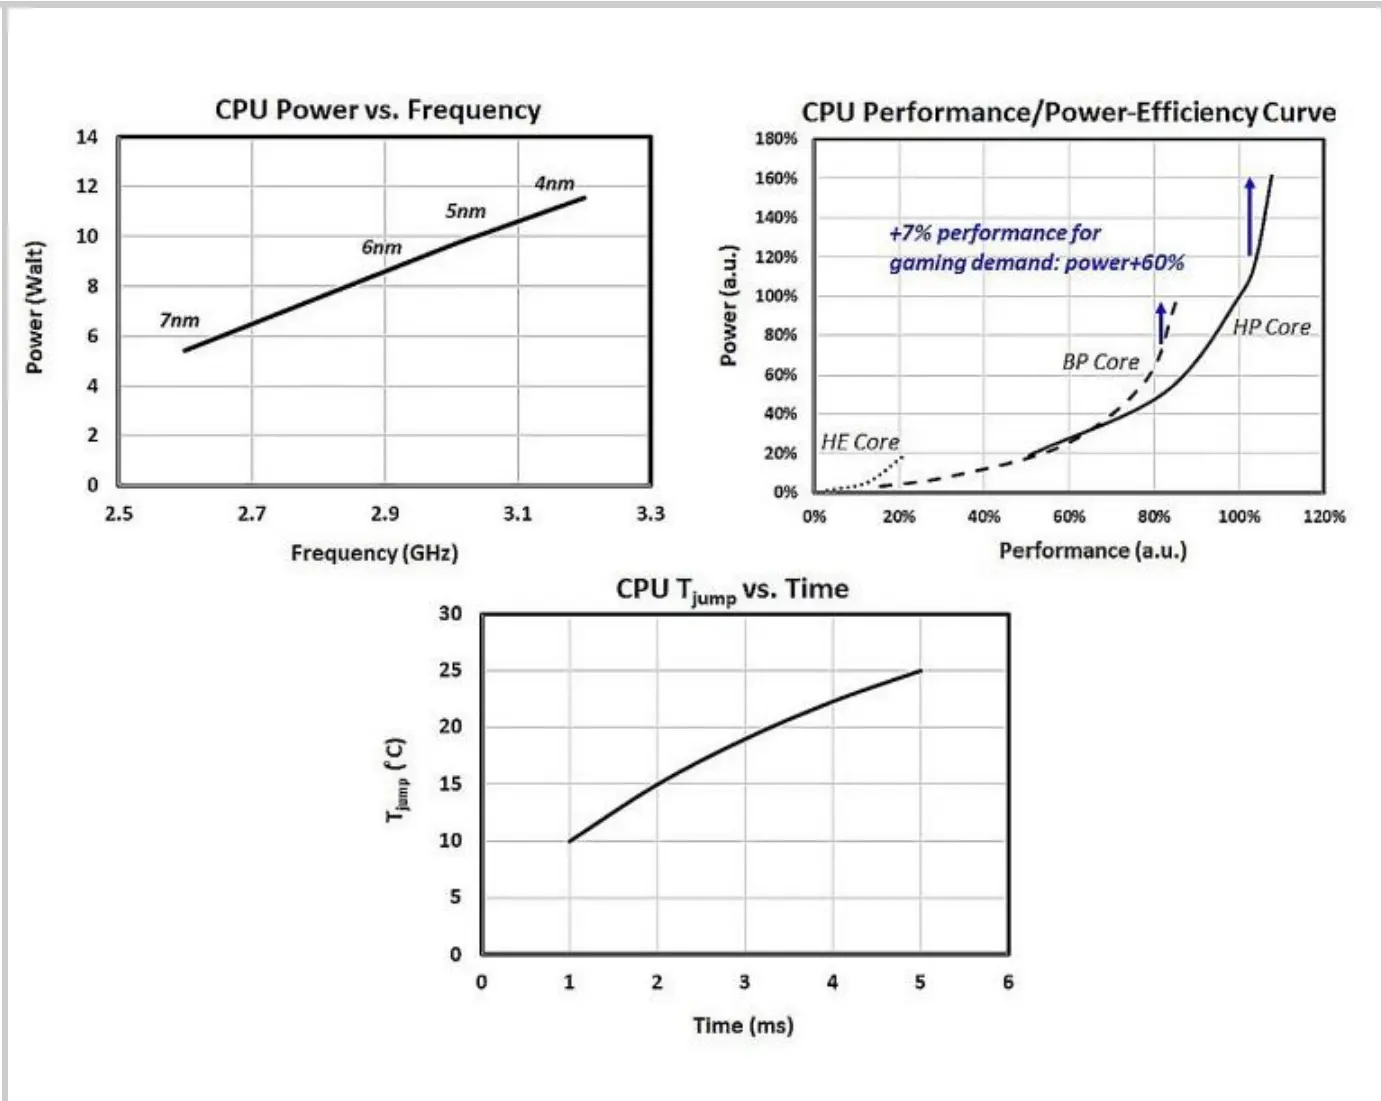 CPU Power vs. Frequency
14
12
10
8
6
4
2
0
2.5 2.7 2.9 3.1 3.3
Power (Walt)
Frequency (GHz)
7nm
6nm
5nm
4nm
CPU Performance/Power-Efficiency Curve
180%
160%
140%
120%
100%
80%
60%
40%
20%
0%
0% 20% 40% 60% 80% 100% 120%
Power (a.u.)
Performance (a.u.)
+7% performance for
gaming demand: power+60%
HP Core
BP Core
HE Core
CPU Tjump vs. Time
30
25
20
15
10
5
0
0 1 2 3 4 5 6
Tjump (°C)
Time (ms)